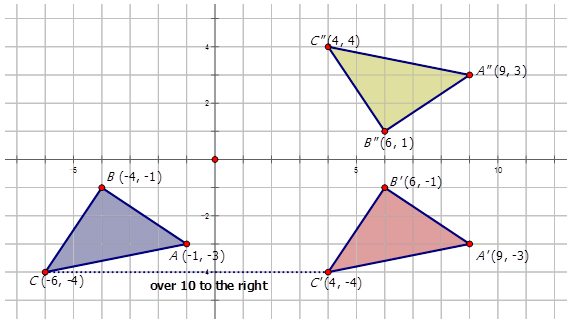 C″(4, 4)
4
A″(9, 3)
2
B″(6, 1)
-5
5
10
B (-4, -1)
B′(6, -1)
-2
A (-1, -3)
A′(9, -3)
C (-6, -4)
C′(4, -4)
over 10 to the right